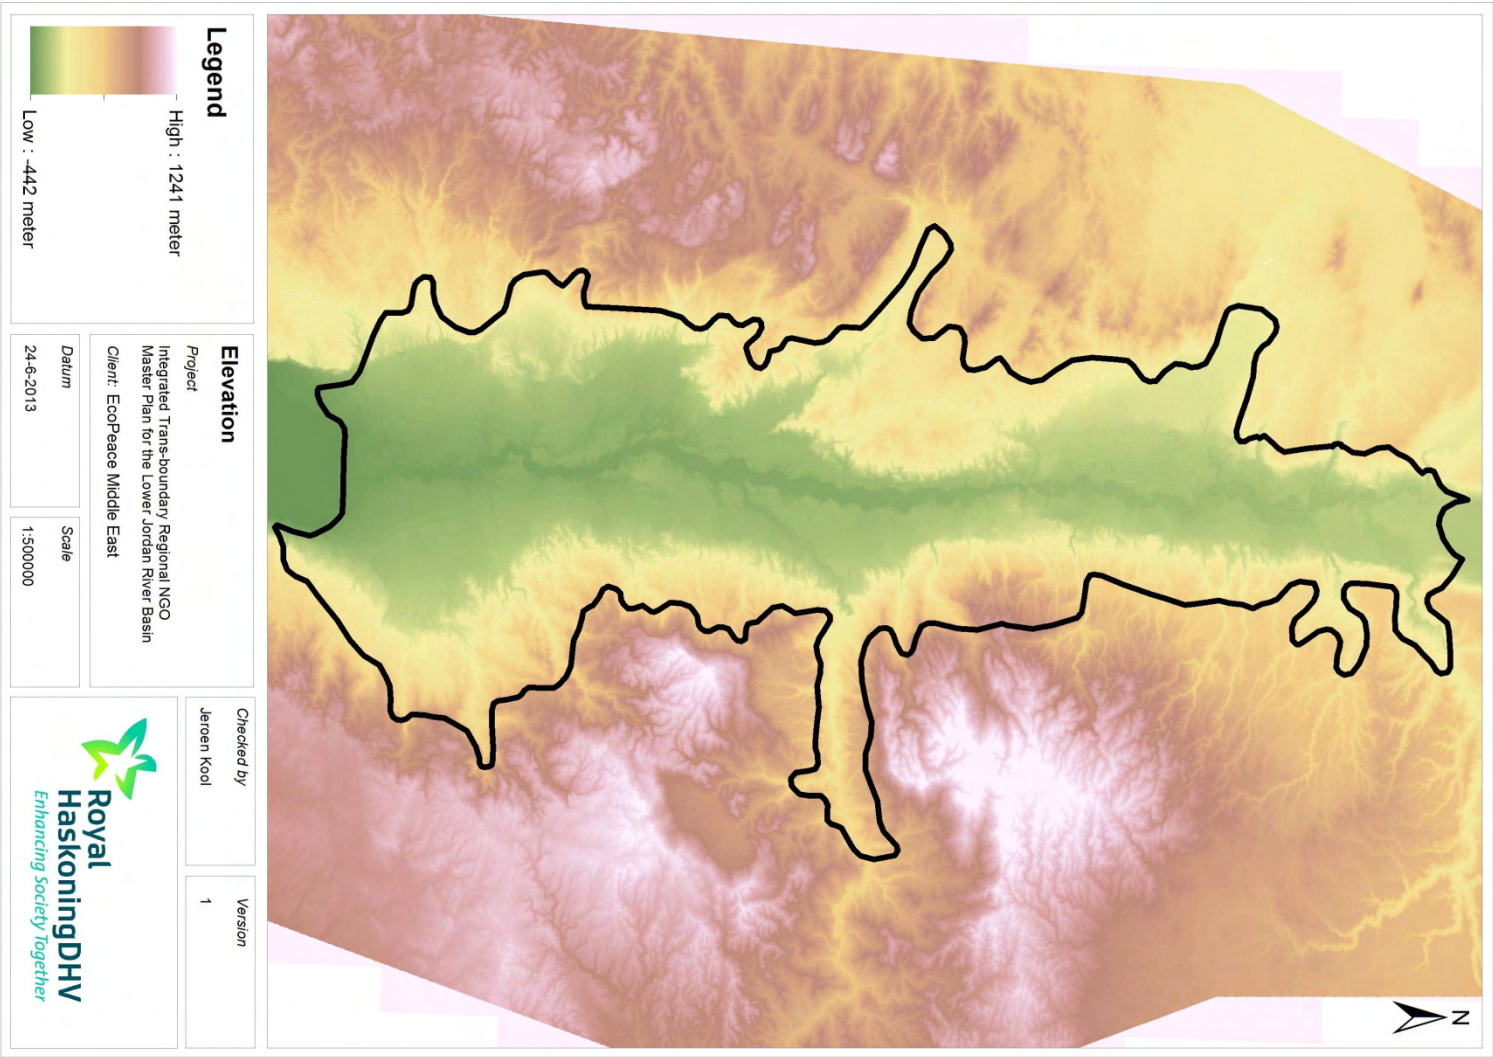 Legend
High : 1241 meter
Low : -442 meter
Elevation
Project
Integrated Trans-boundary Regional NGO
Master Plan for the Lower Jordan River Basin
Client: EcoPeace Middle East
Datum
24-6-2013
Scale
1:500000
Checked by
Jeroen Kool
Version
1
Royal
HaskoningDHV
Enhancing Society Together
N